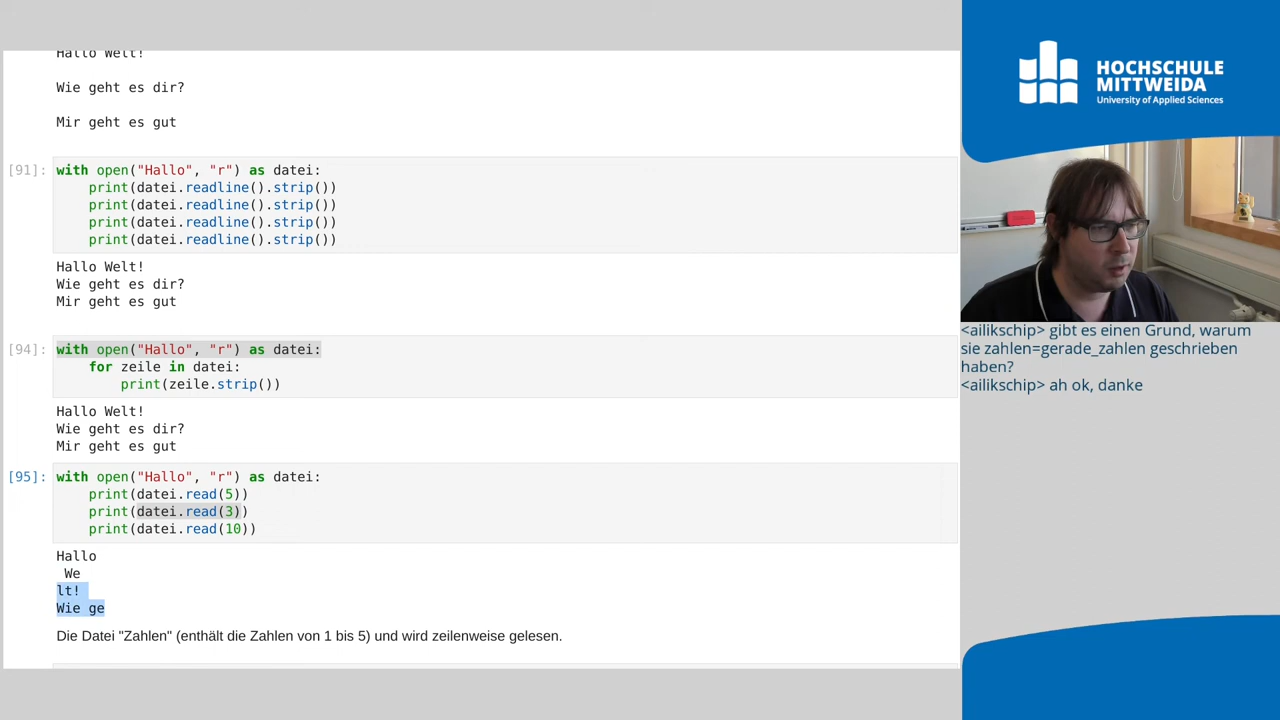 Hallo Welt!
Wie geht es dir?
Mir geht es gut
[91]:
with open("Hallo", "r") as datei:
    print(datei.readline().strip())
    print(datei.readline().strip())
    print(datei.readline().strip())
    print(datei.readline().strip())
Hallo Welt!
Wie geht es dir?
Mir geht es gut
[94]:
with open("Hallo", "r") as datei:
    for zeile in datei:
        print(zeile.strip())
Hallo Welt!
Wie geht es dir?
Mir geht es gut
[95]:
with open("Hallo", "r") as datei:
    print(datei.read(5))
    print(datei.read(3))
    print(datei.read(10))
Hallo
 We
lt!
Wie ge
Die Datei "Zahlen" (enthält die Zahlen von 1 bis 5) und wird zeilenweise gelesen.
HOCHSCHULE
MITTWEIDA
University of Applied Sciences
<ailikschip> gibt es einen Grund, warum
sie zahlen=gerade_zahlen geschrieben
haben?
<ailikschip> ah ok, danke